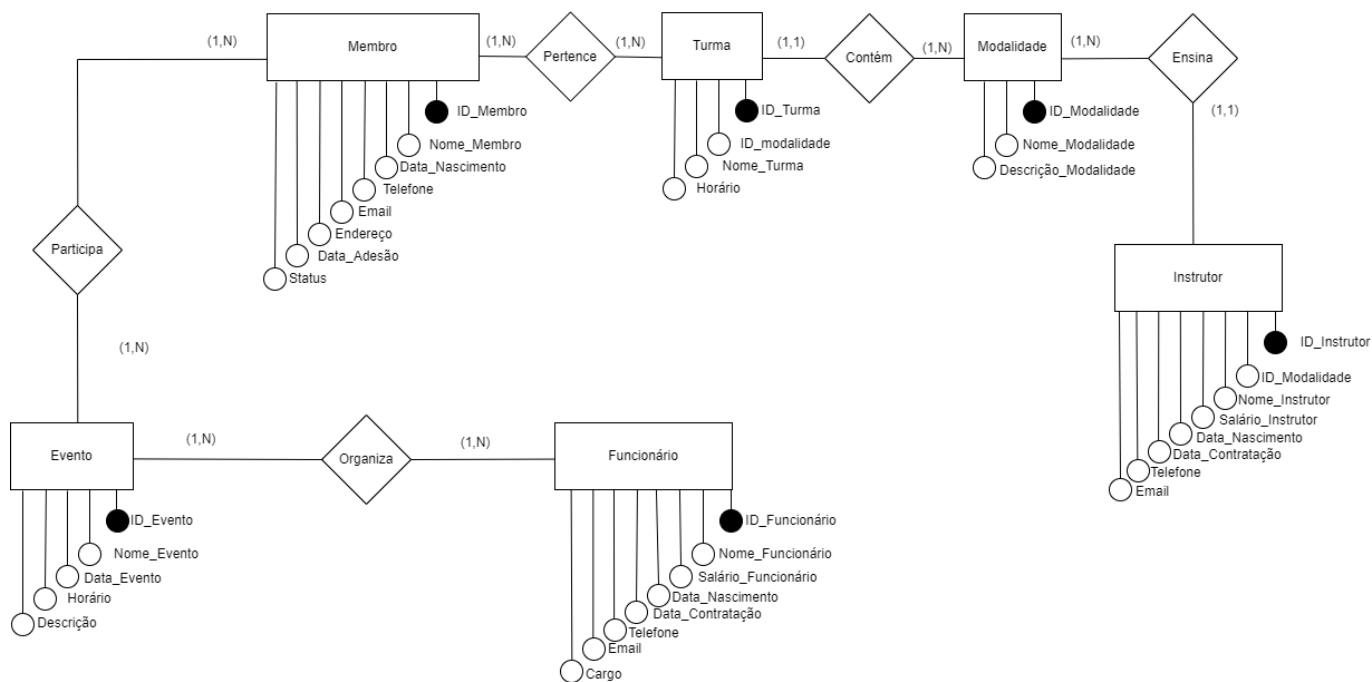 (1,N)
Membro
(1,N)
Pertence
(1,N)
Turma
(1,1)
Contém
(1,N)
Modalidade
(1,N)
Ensina
(1,1)
ID_Membro
Nome_Membro
Data_Nascimento
Telefone
Email
Endereço
Data_Adesão
Status
ID_Turma
ID_modalidade
Nome_Turma
Horário
ID_Modalidade
Nome_Modalidade
Descrição_Modalidade
Participa
(1,N)
Instrutor
ID_Instrutor
ID_Modalidade
Nome_Instrutor
Salário_Instrutor
Data_Nascimento
Data_Contratação
Telefone
Email
Evento
(1,N)
Organiza
(1,N)
Funcionário
ID_Evento
Nome_Evento
Data_Evento
Horário
Descrição
ID_Funcionário
Nome_Funcionário
Salário_Funcionário
Data_Nascimento
Data_Contratação
Telefone
Email
Cargo